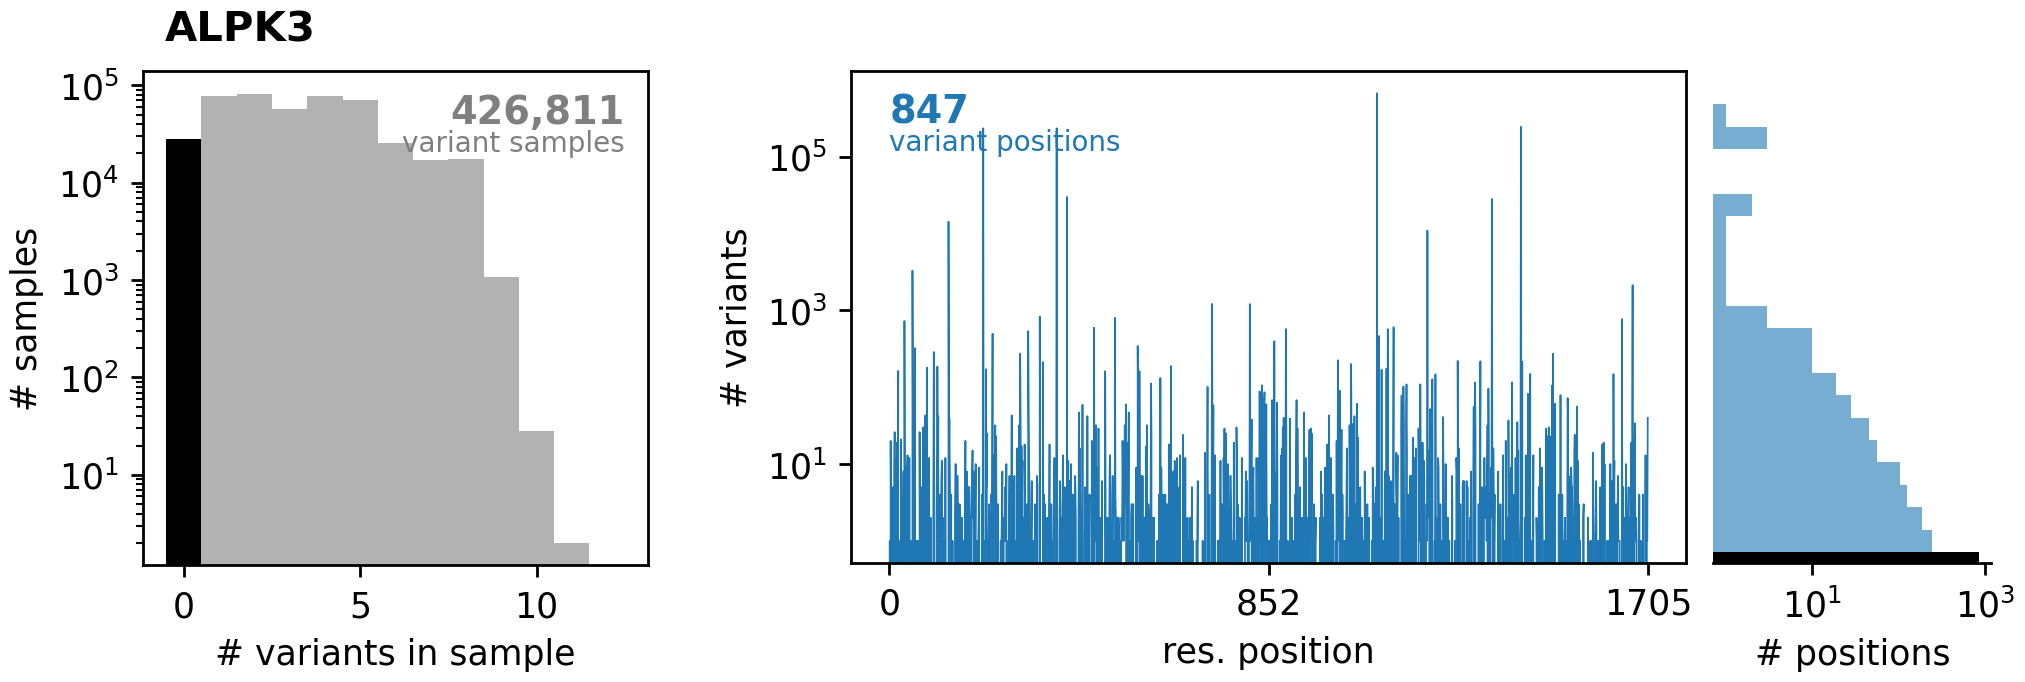 ALPK3
# samples
10^5
10^4
10^3
10^2
10^1
426,811
variant samples
0 5 10
# variants in sample
# variants
10^5
10^3
10^1
847
variant positions
0 852 1705
res. position
10^1 10^3
# positions